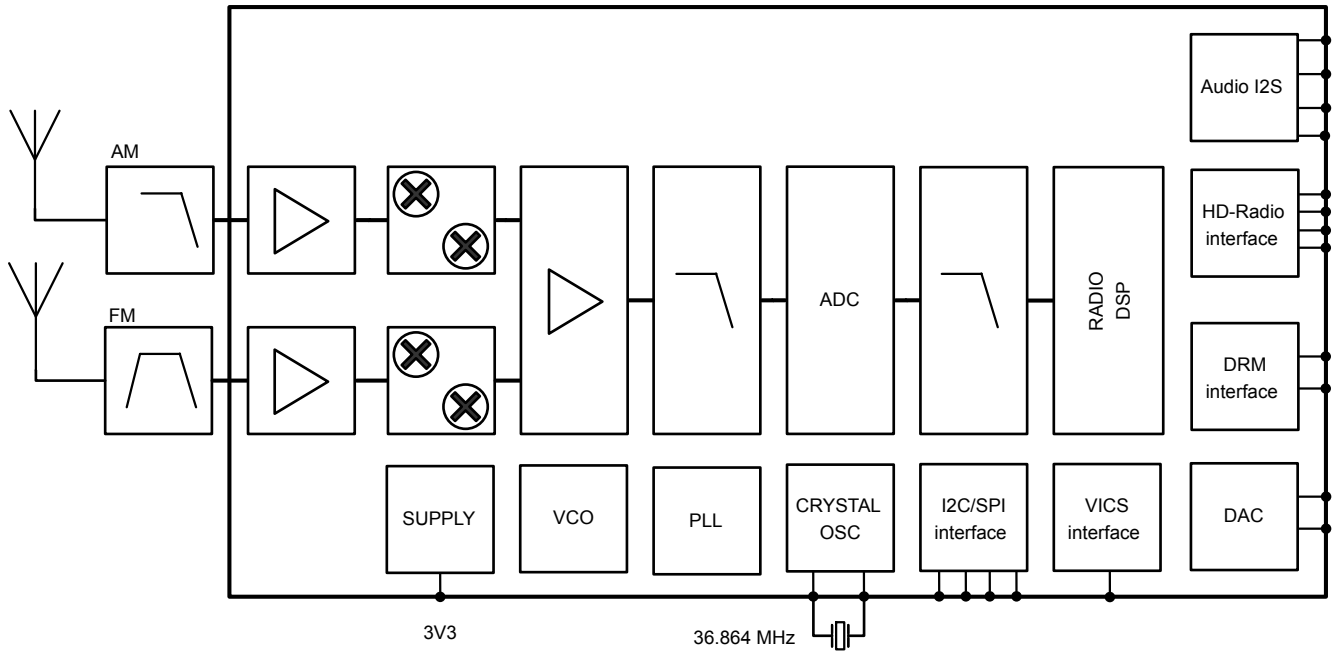 Audio I2S
AM
HD-Radio
interface
FM
ADC
RADIO
DSP
DRM
interface
SUPPLY
VCO
PLL
CRYSTAL
OSC
I2C/SPI
interface
VICS
interface
DAC
3V3
36.864 MHz